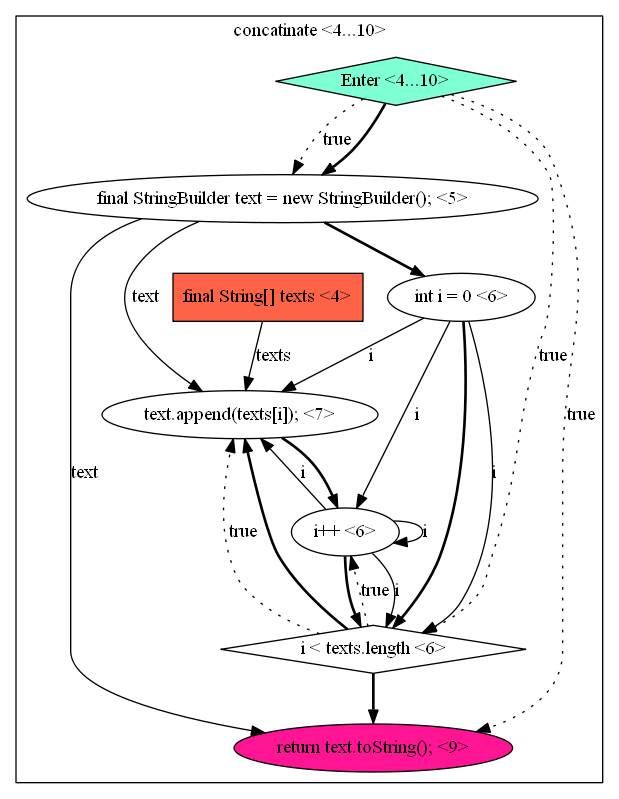 concatinate <4...10>
Enter <4...10>
true
final StringBuilder text = new StringBuilder(); <5>
text
final String[] texts <4>
int i = 0 <6>
texts
i
true
text.append(texts[i]); <7>
i
true
text
i
i
true
i++ <6>
i
true
i
i < texts.length <6>
return text.toString(); <9>